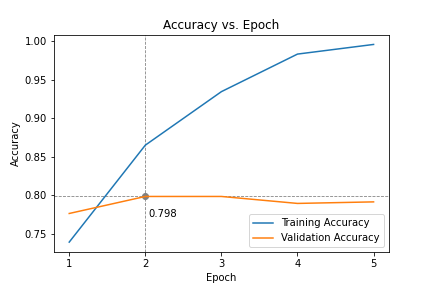 Accuracy vs. Epoch
1.00
0.95
0.90
0.85
0.80
0.75
Accuracy
0.798
Training Accuracy
Validation Accuracy
1 2 3 4 5
Epoch